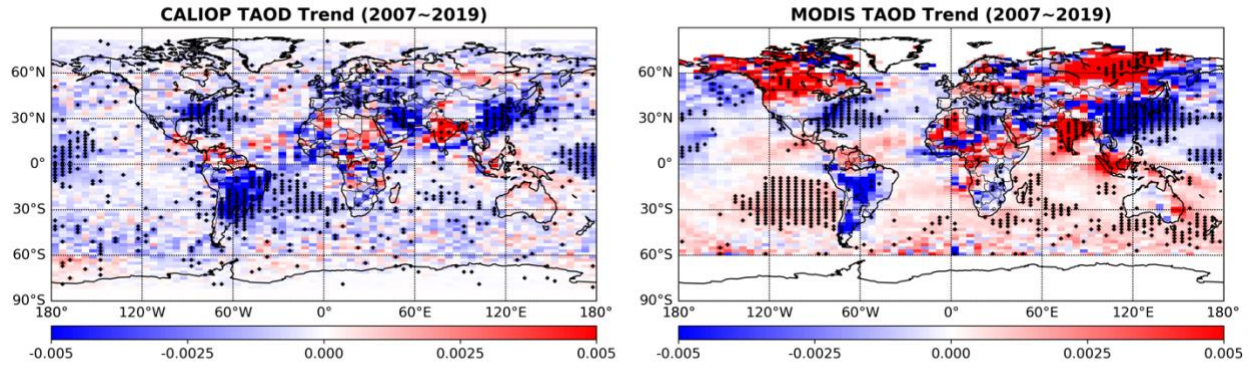 CALIOP TAOD Trend (2007~2019)
60°N
30°N
0°
30°S
60°S
90°S
180° 120°W 60°W 0° 60°E 120°E 180°
-0.005 -0.0025 0.000 0.0025 0.005
MODIS TAOD Trend (2007~2019)
60°N
30°N
0°
30°S
60°S
90°S
180° 120°W 60°W 0° 60°E 120°E 180°
-0.005 -0.0025 0.000 0.0025 0.005